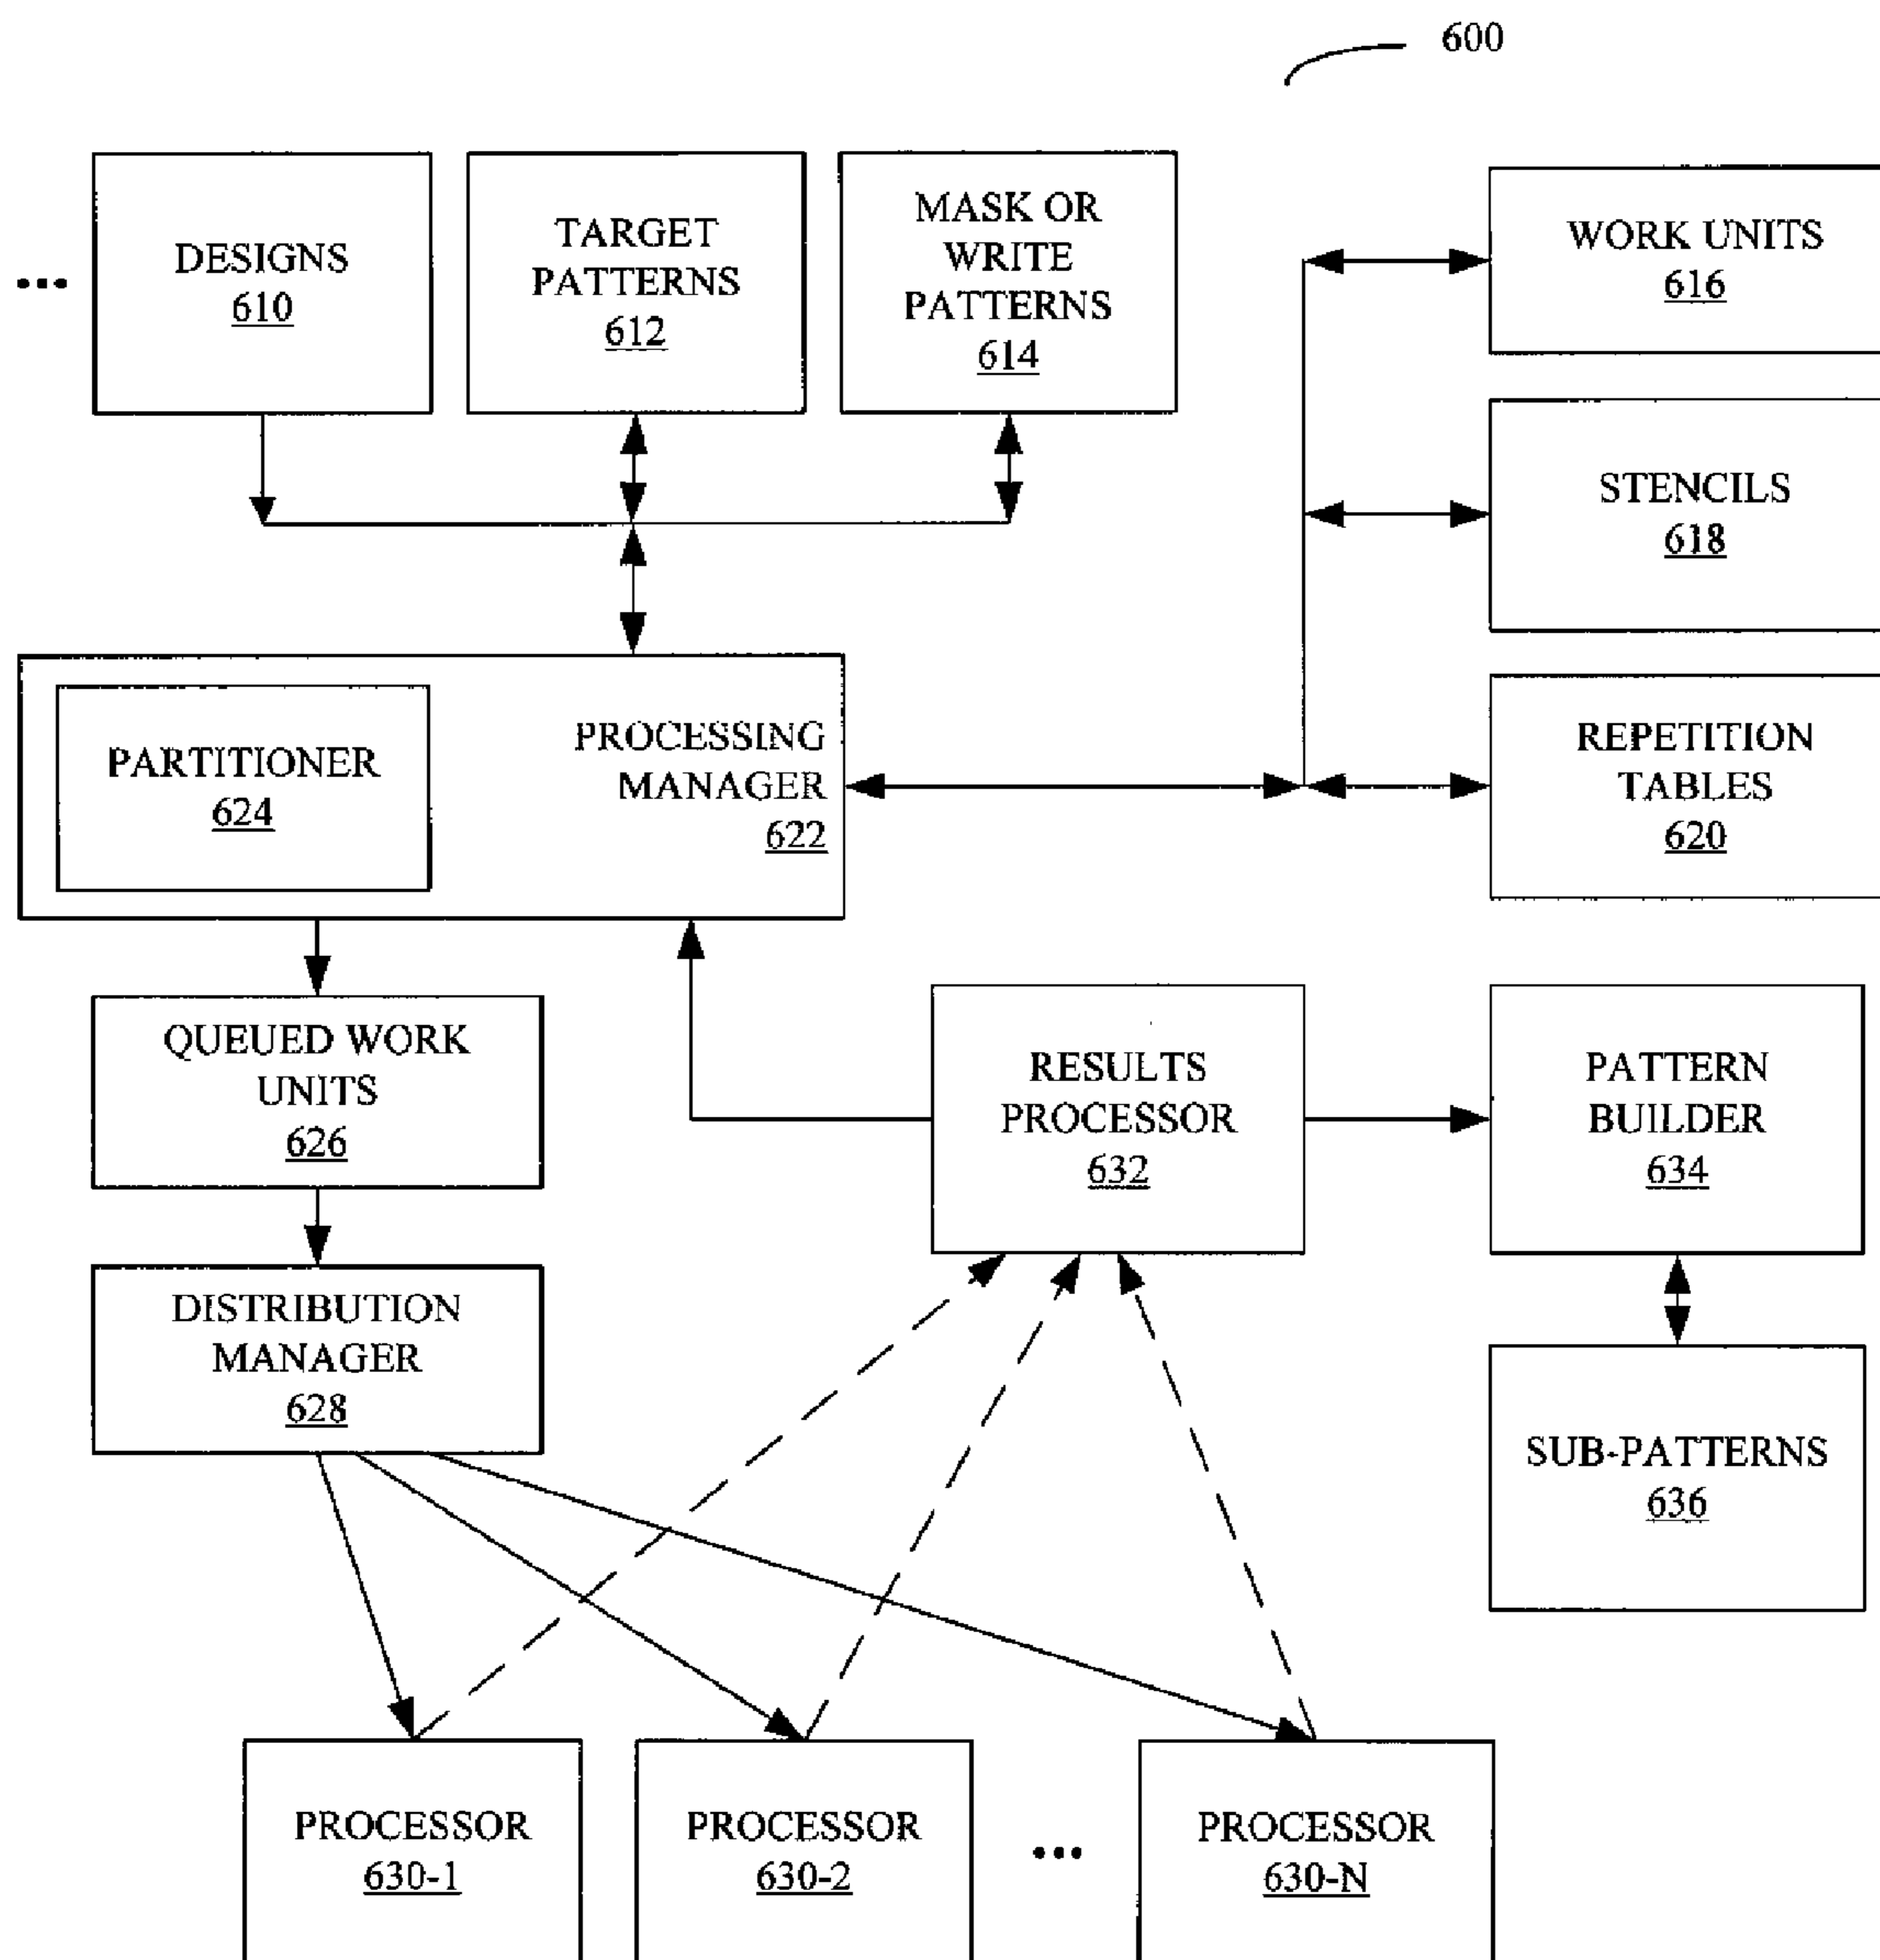 600
DESIGNS
610
TARGET
PATTERNS
612
MASK OR
WRITE
PATTERNS
614
WORK UNITS
616
STENCILS
618
REPETITION
TABLES
620
PARTITIONER
624
PROCESSING
MANAGER
622
QUEUED WORK
UNITS
626
RESULTS
PROCESSOR
632
PATTERN
BUILDER
634
DISTRIBUTION
MANAGER
628
SUB-PATTERNS
636
PROCESSOR
630-1
PROCESSOR
630-2
...
PROCESSOR
630-N
...